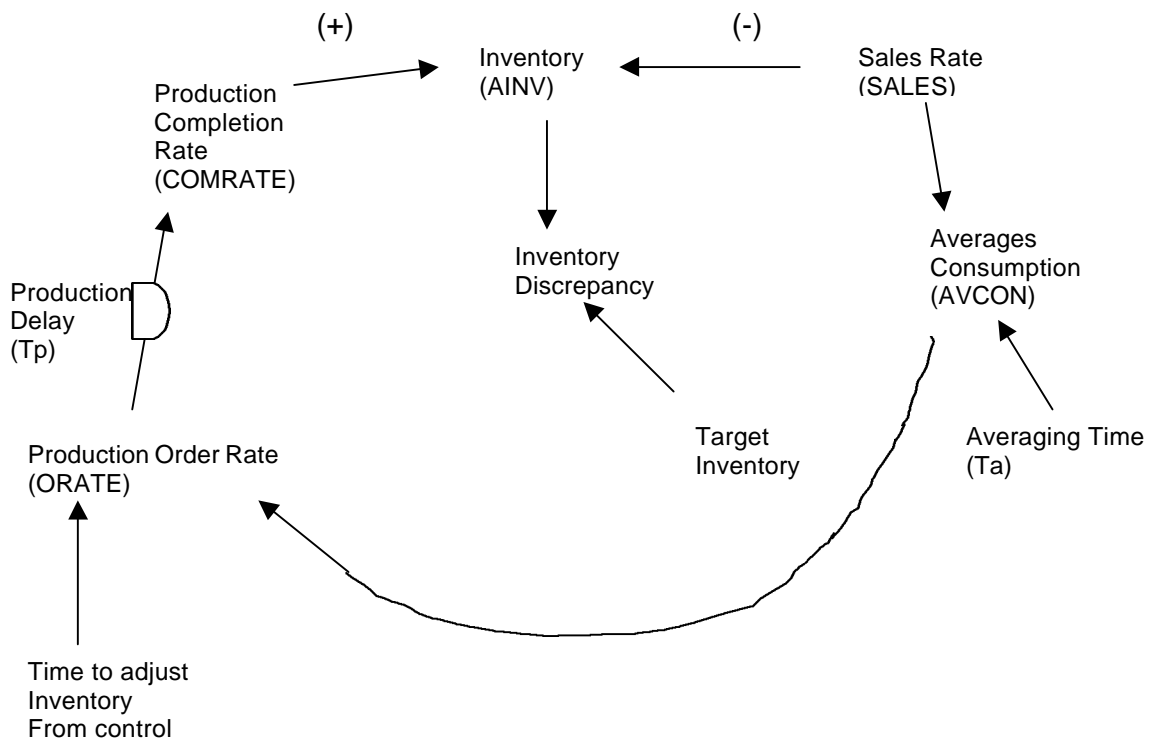 (+)
(-)
Inventory
(AINV)
Sales Rate
(SALES)
Production
Completion
Rate
(COMRATE)
Averages
Consumption
(AVCON)
Inventory
Discrepancy
Production
Delay
(Tp)
Target
Inventory
Averaging Time
(Ta)
Production Order Rate
(ORATE)
Time to adjust
Inventory
From control